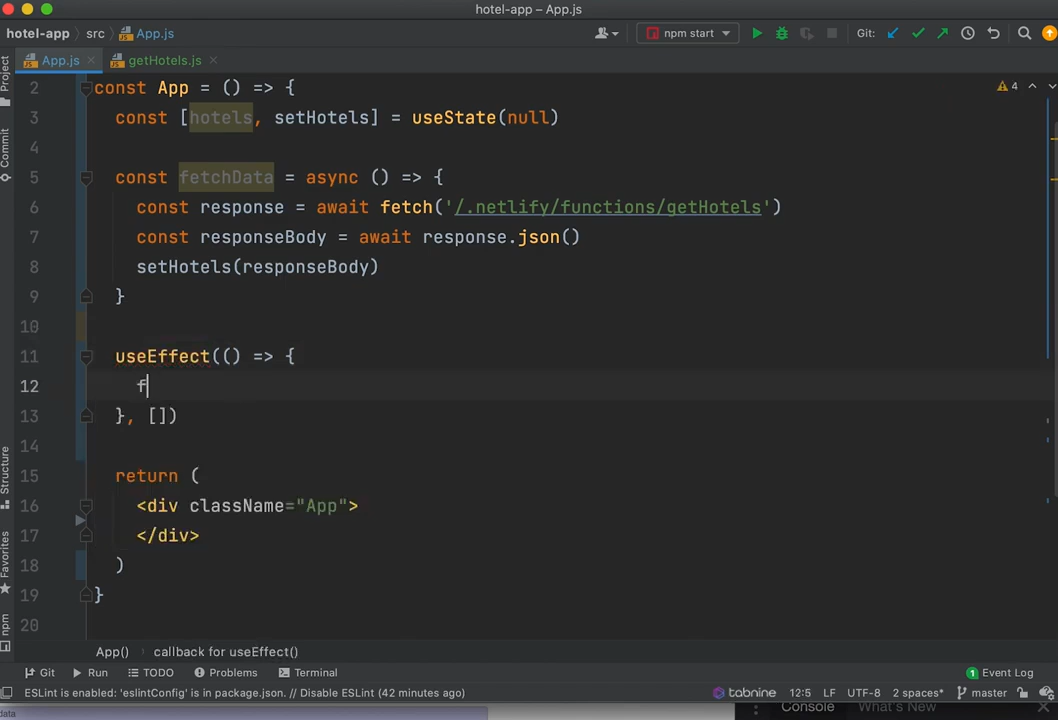 hotel-app – App.js
hotel-app src App.js npm start Git:
App.js getHotels.js
2 const App = () => { 4
3 const [hotels, setHotels] = useState(null)
4
5 const fetchData = async () => {
6 const response = await fetch('/.netlify/functions/getHotels')
7 const responseBody = await response.json()
8 setHotels(responseBody)
9 }
10
11 useEffect(() => {
12 f
13 }, [])
14
15 return (
16 <div className="App">
17 </div>
18 )
19 }
20
Project
Commit
Structure
Favorites
npm
App() callback for useEffect()
Git Run TODO Problems Terminal 1 Event Log
ESLint is enabled: 'eslintConfig' is in package.json. // Disable ESLint (42 minutes ago) tabnine 12:5 LF UTF-8 2 spaces* master
data Console What's New